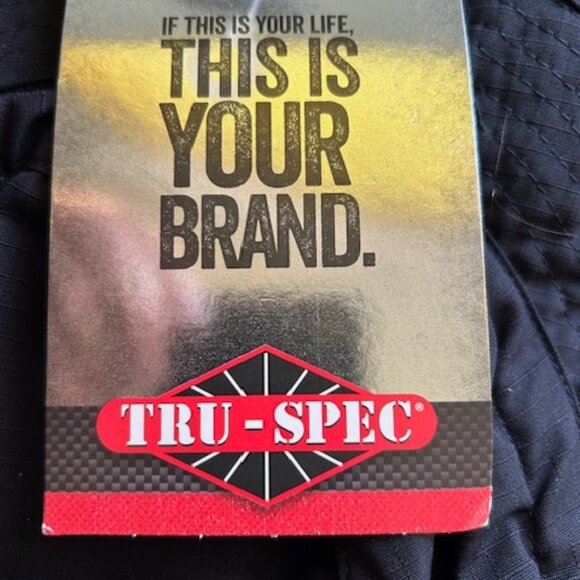 IF THIS IS YOUR LIFE,
THIS IS
YOUR
BRAND.
TRU-SPEC®